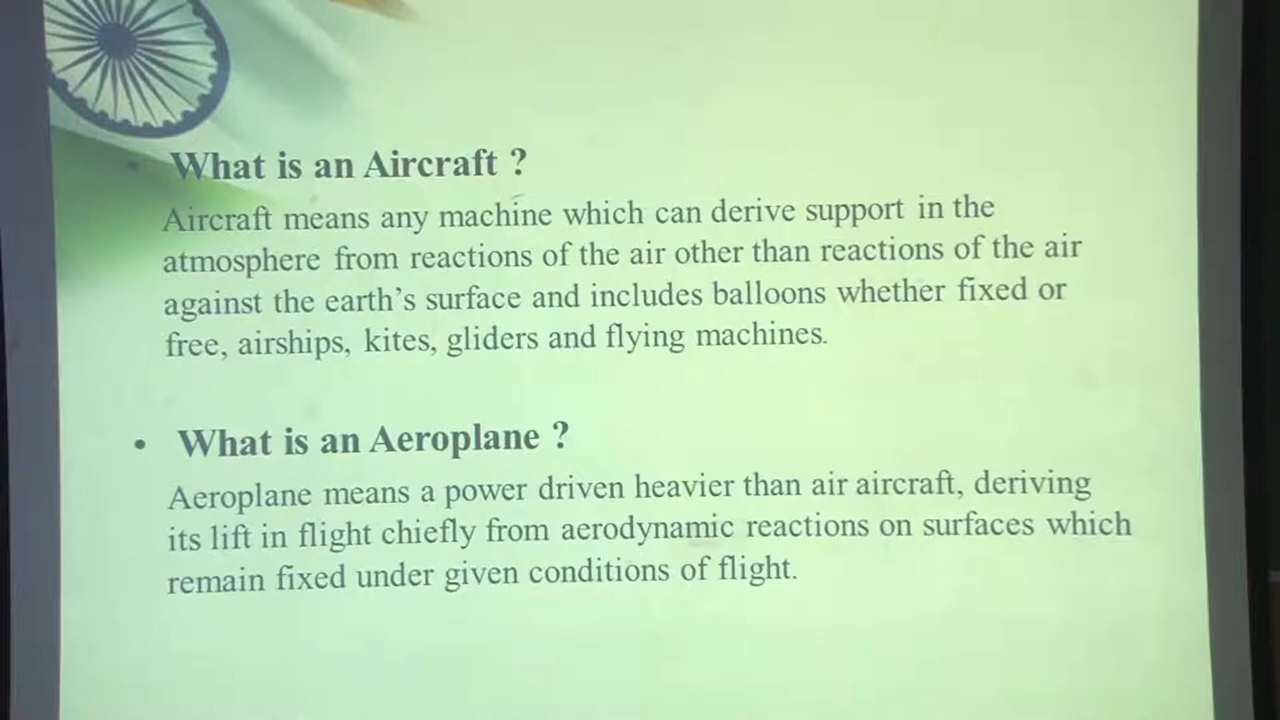 • What is an Aircraft ?
Aircraft means any machine which can derive support in the
atmosphere from reactions of the air other than reactions of the air
against the earth's surface and includes balloons whether fixed or
free, airships, kites, gliders and flying machines.
• What is an Aeroplane ?
Aeroplane means a power driven heavier than air aircraft, deriving
its lift in flight chiefly from aerodynamic reactions on surfaces which
remain fixed under given conditions of flight.